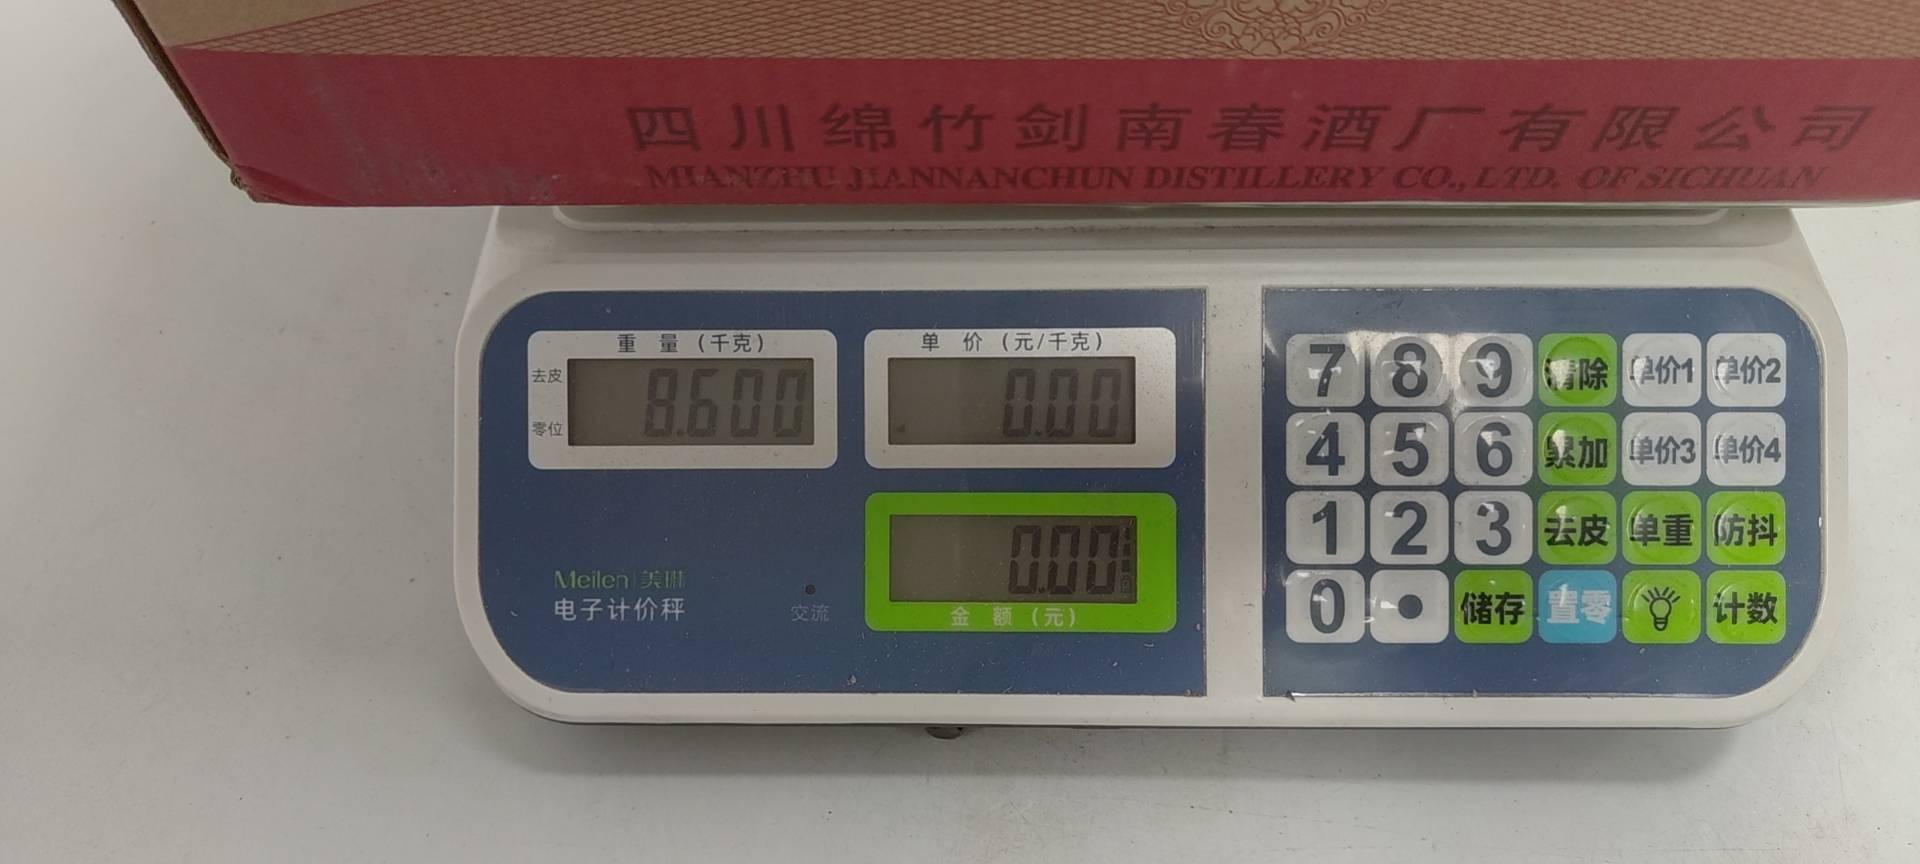 四川绵竹剑南春酒厂有限公司
MIANZHU JIANNANCHUN DISTILLERY CO., LTD. OF SICHUAN
重 量 (千克)
去皮
零位
8.600
单 价 (元/千克)
0.00
0.00
金 额 (元)
Meilen|美琳
电子计价秤
交流
7 8 9 清除 单价1 单价2
4 5 6 累加 单价3 单价4
1 2 3 去皮 单重 防抖
0 • 储存 置零 计数